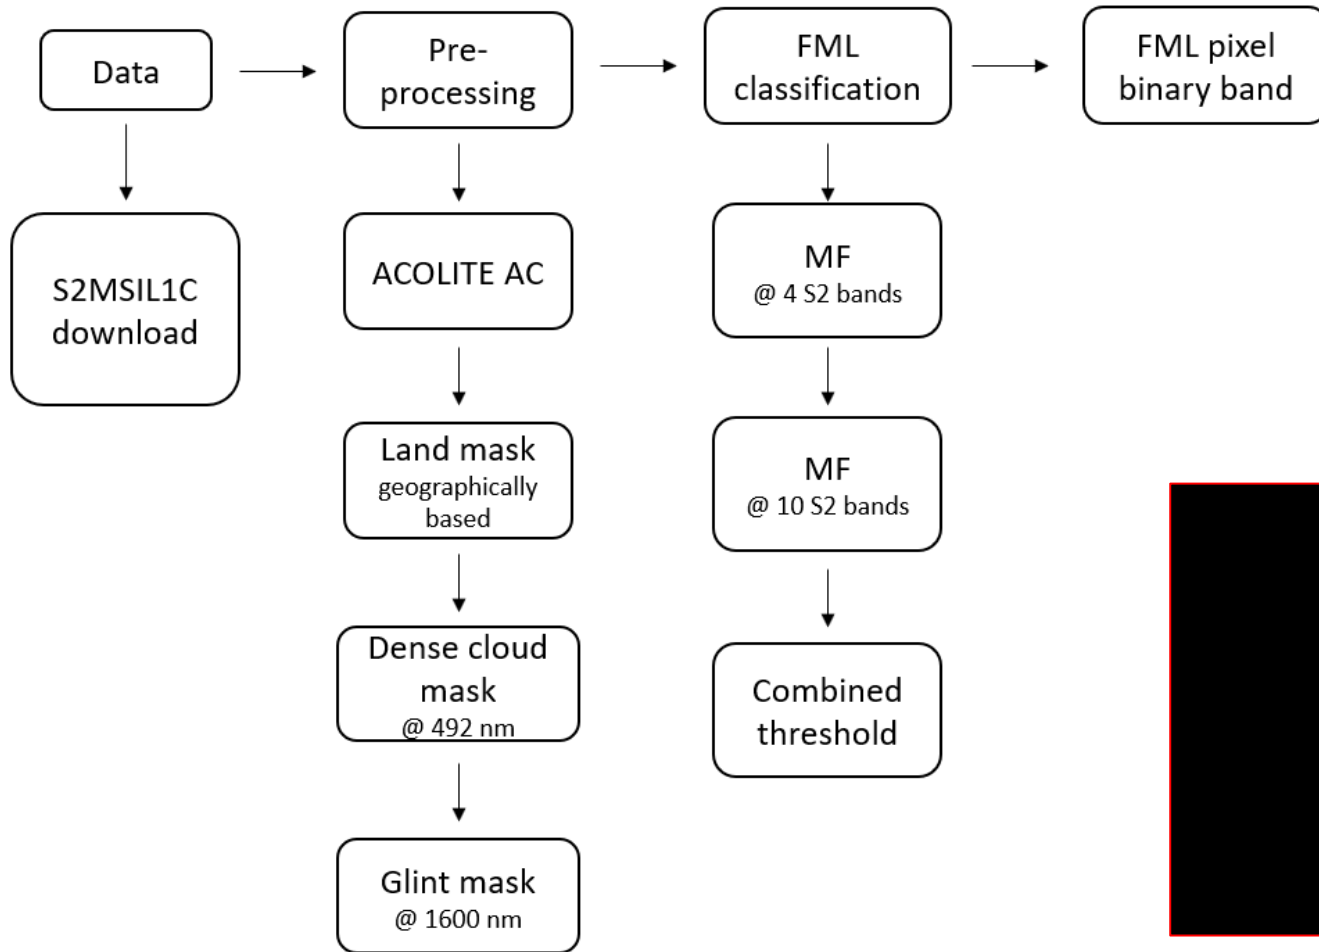 Data
Pre-
processing
FML
classification
FML pixel
binary band
S2MSIL1C
download
ACOLITE AC
Land mask
geographically
based
Dense cloud
mask
@ 492 nm
Glint mask
@ 1600 nm
MF
@ 4 S2 bands
MF
@ 10 S2 bands
Combined
threshold